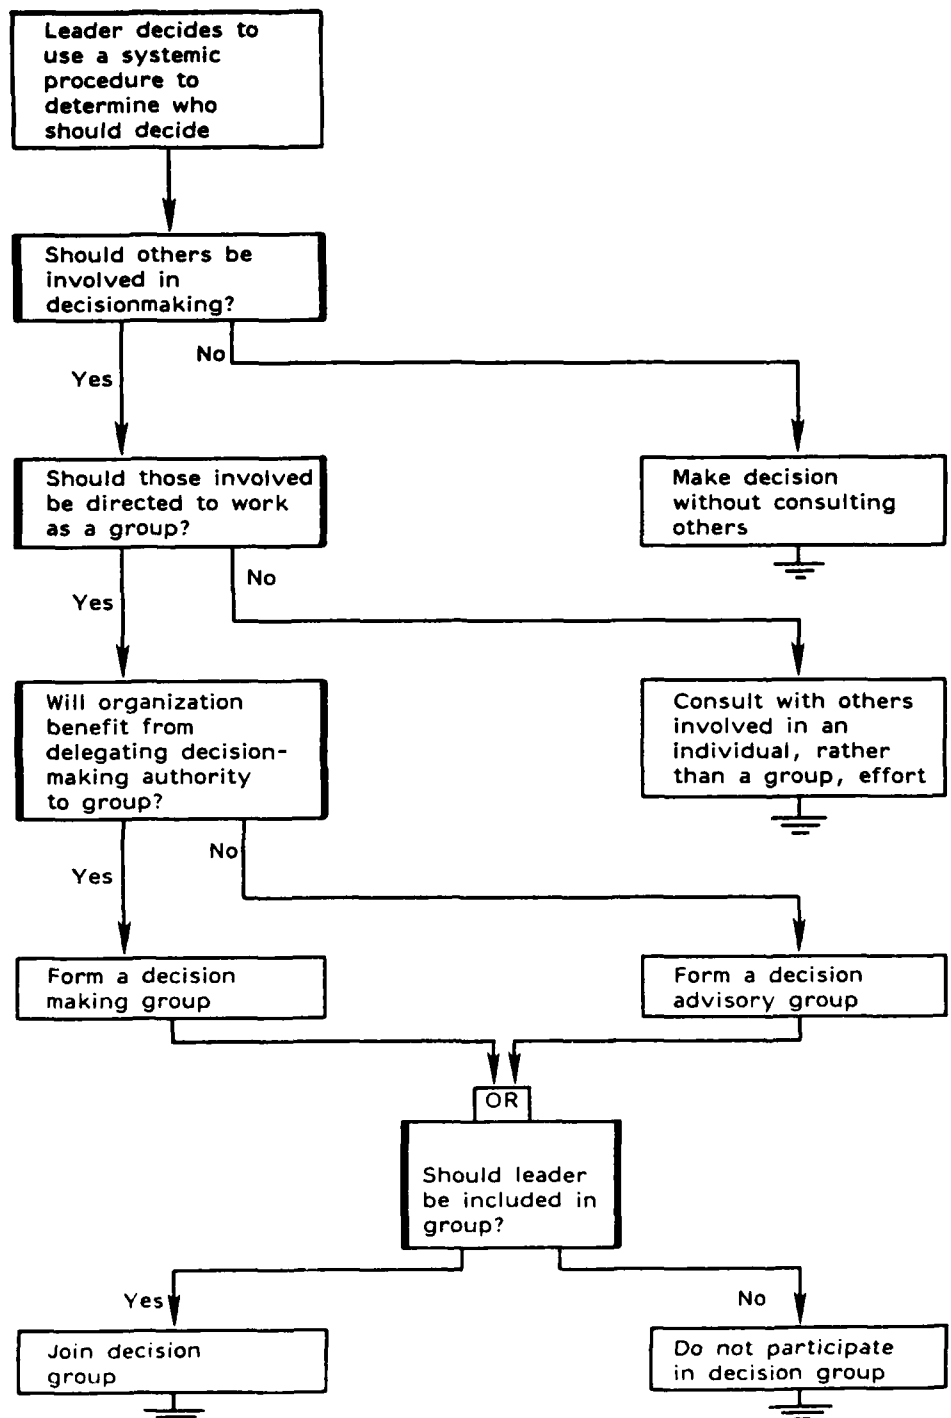 Leader decides to
use a systemic
procedure to
determine who
should decide
Should others be
involved in
decisionmaking?
No
Yes
Should those involved
be directed to work
as a group?
Make decision
without consulting
others
No
Yes
Will organization
benefit from
delegating decision-
making authority
to group?
Consult with others
involved in an
individual, rather
than a group, effort
No
Yes
Form a decision
making group
Form a decision
advisory group
OR
Should leader
be included in
group?
Yes
No
Join decision
group
Do not participate
in decision group